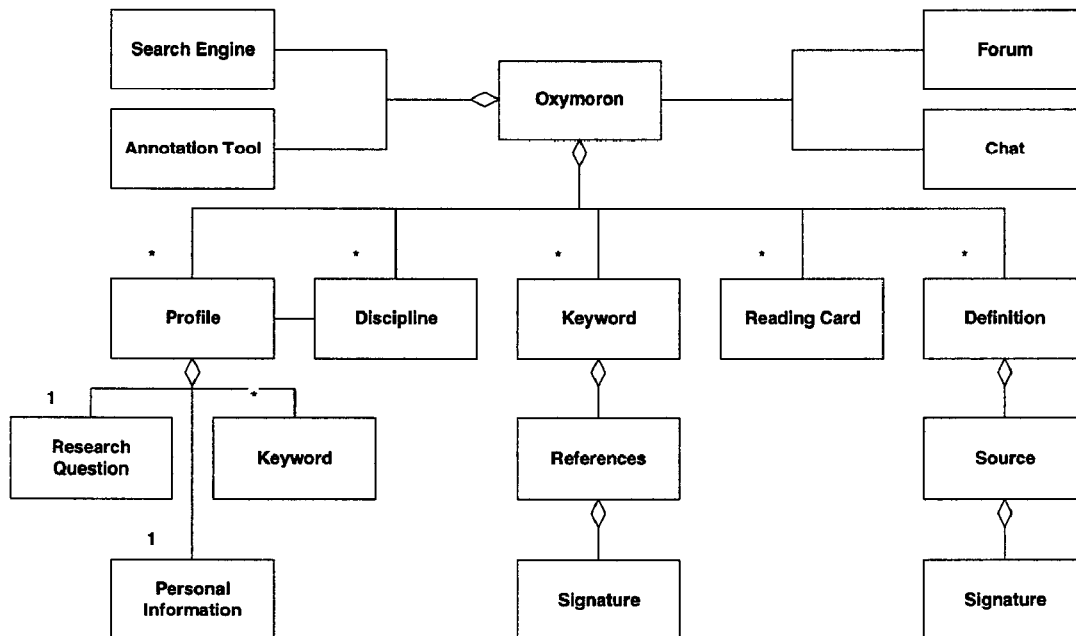 Search Engine
Oxymoron
Forum
Annotation Tool
Chat
* * * * *
Profile
Discipline
Keyword
Reading Card
Definition
1
*
Research
Question
Keyword
References
Source
1
Personal
Information
Signature
Signature